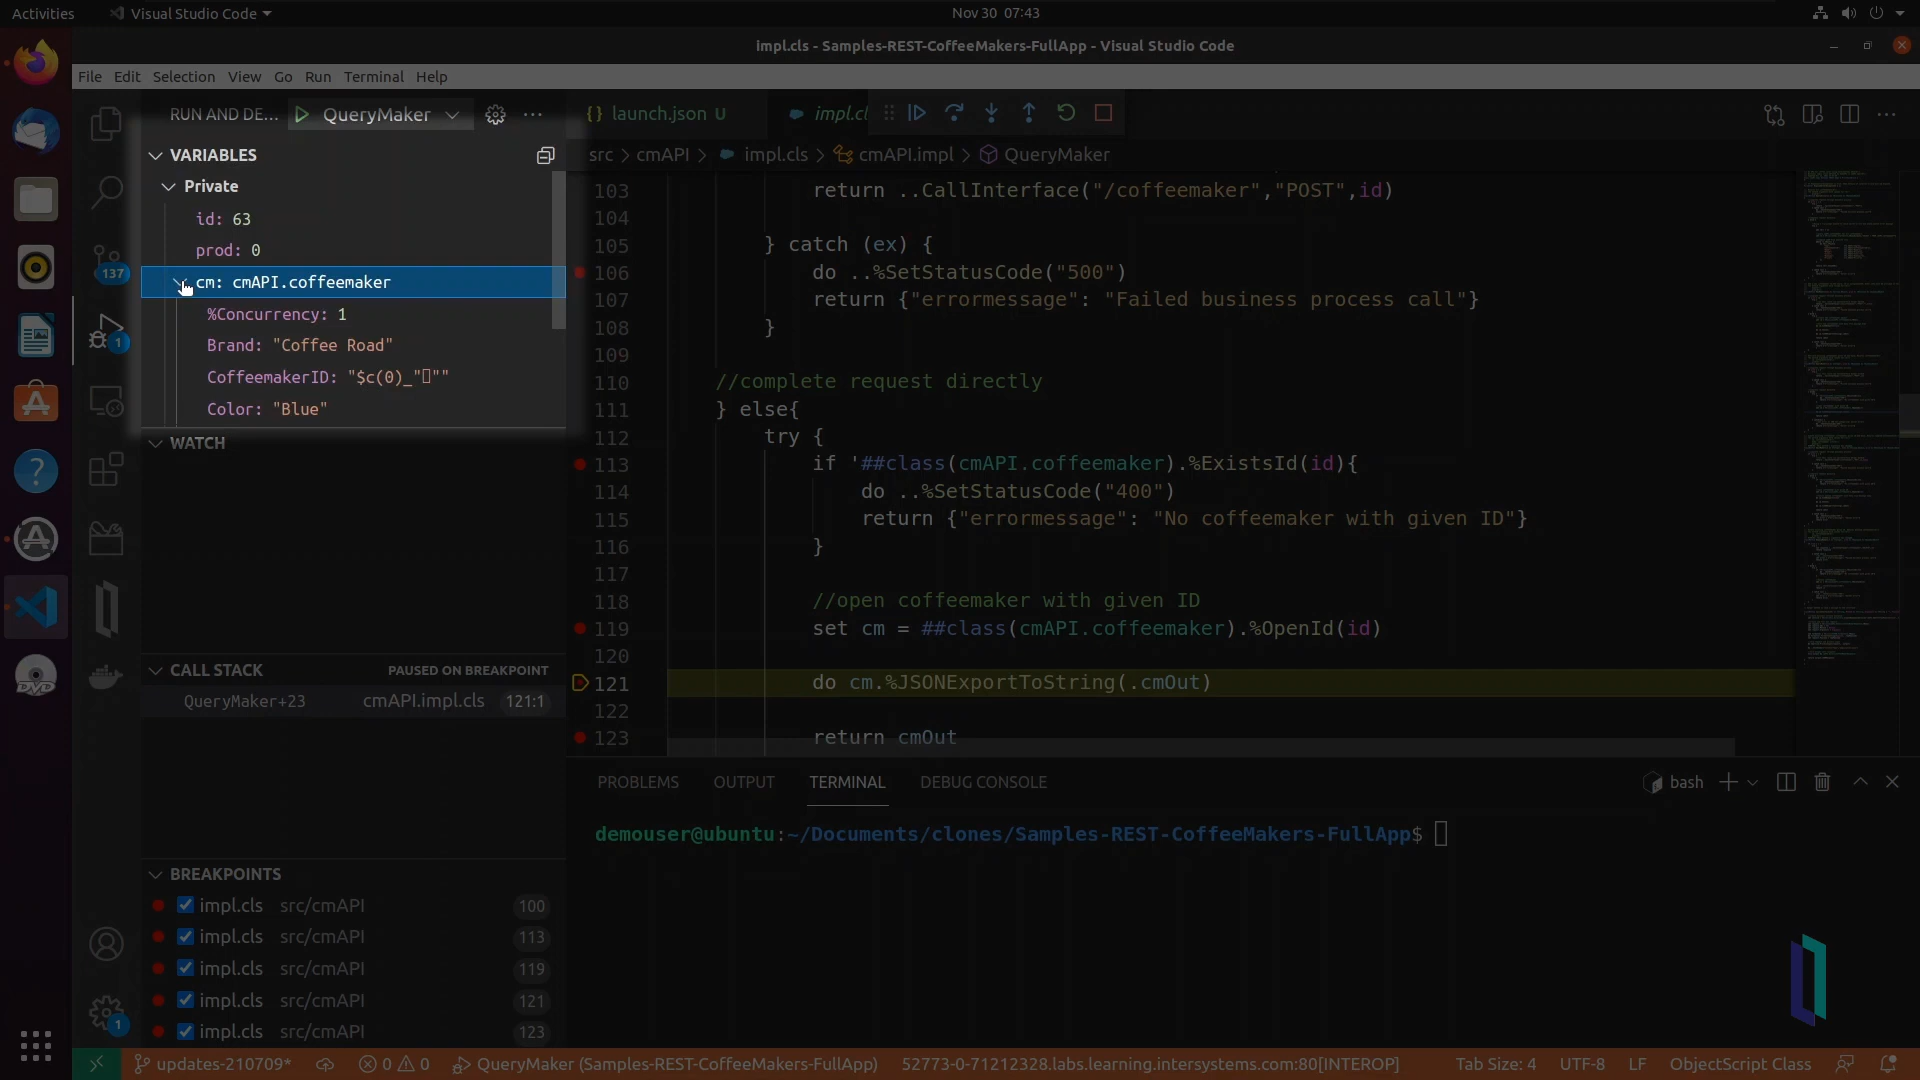 Activities Visual Studio Code Nov 30 07:43
impl.cls - Samples-REST-CoffeeMakers-FullApp - Visual Studio Code
File Edit Selection View Go Run Terminal Help
RUN AND DE... QueryMaker ···
VARIABLES
Private
id: 63
prod: 0
cm: cmAPI.coffeemaker
%Concurrency: 1
Brand: "Coffee Road"
CoffeemakerID: "$c(0)_"▯""
Color: "Blue"
WATCH
CALL STACK PAUSED ON BREAKPOINT
QueryMaker+23 cmAPI.impl.cls 121:1
BREAKPOINTS
impl.cls src/cmAPI 100
impl.cls src/cmAPI 113
impl.cls src/cmAPI 119
impl.cls src/cmAPI 121
impl.cls src/cmAPI 123
137
1
1
{} launch.json U impl.cl
src > cmAPI > impl.cls > cmAPI.impl > QueryMaker
103 return ..CallInterface("/coffeemaker","POST",id)
104
105 } catch (ex) {
106 do ..%SetStatusCode("500")
107 return {"errormessage": "Failed business process call"}
108 }
109
110 //complete request directly
111 } else{
112 try {
113 if '##class(cmAPI.coffeemaker).%ExistsId(id){
114 do ..%SetStatusCode("400")
115 return {"errormessage": "No coffeemaker with given ID"}
116 }
117
118 //open coffeemaker with given ID
119 set cm = ##class(cmAPI.coffeemaker).%OpenId(id)
120
121 do cm.%JSONExportToString(.cmOut)
122
123 return cmOut
PROBLEMS OUTPUT TERMINAL DEBUG CONSOLE bash
demouser@ubuntu:~/Documents/clones/Samples-REST-CoffeeMakers-FullApp$
updates-210709* 0 0 QueryMaker (Samples-REST-CoffeeMakers-FullApp) 52773-0-71212328.labs.learning.intersystems.com:80[INTEROP] Tab Size: 4 UTF-8 LF ObjectScript Class